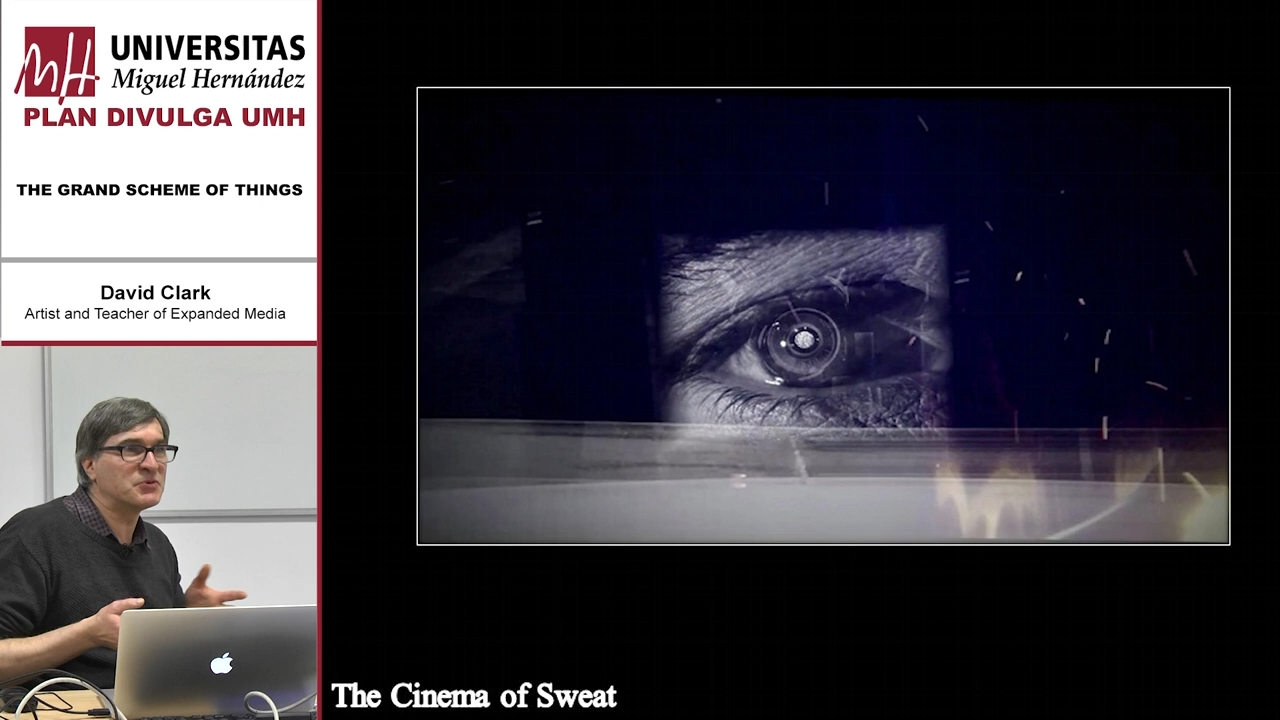 UNIVERSITAS
Miguel Hernández
PLAN DIVULGA UMH
THE GRAND SCHEME OF THINGS
David Clark
Artist and Teacher of Expanded Media
The Cinema of Sweat